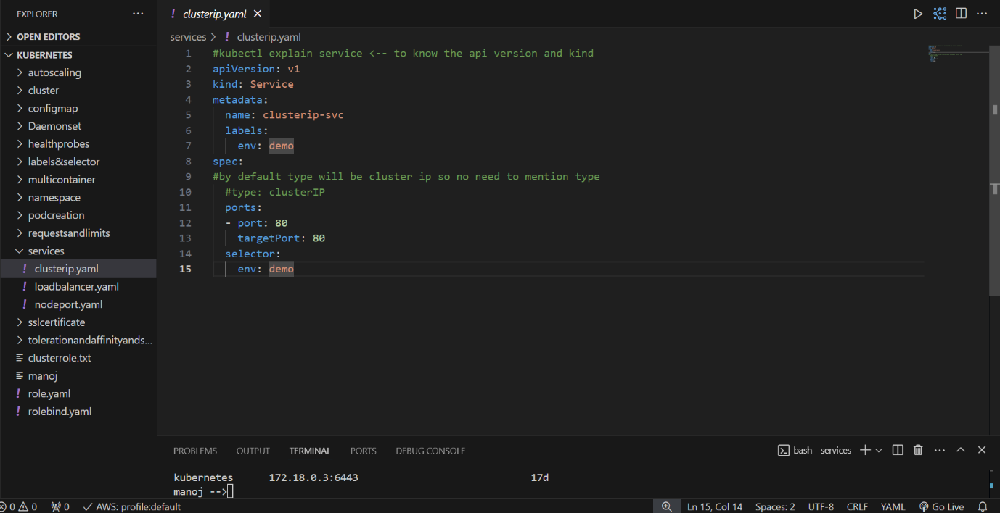 EXPLORER
OPEN EDITORS
KUBERNETES
autoscaling
cluster
configmap
Daemonset
healthprobes
labels&selector
multicontainer
namespace
podcreation
requestsandlimits
services
clusterip.yaml
loadbalancer.yaml
nodeport.yaml
sslcertificate
tolerationandaffinityands...
clusterrole.txt
manoj
role.yaml
rolebind.yaml
! clusterip.yaml
services > ! clusterip.yaml
1 #kubectl explain service <-- to know the api version and kind
2 apiVersion: v1
3 kind: Service
4 metadata:
5 name: clusterip-svc
6 labels:
7 env: demo
8 spec:
9 #by default type will be cluster ip so no need to mention type
10 #type: clusterIP
11 ports:
12 - port: 80
13 targetPort: 80
14 selector:
15 env: demo
PROBLEMS OUTPUT TERMINAL PORTS DEBUG CONSOLE bash - services
kubernetes 172.18.0.3:6443 17d
manoj -->
0 0 0 AWS: profile:default Ln 15, Col 14 Spaces: 2 UTF-8 CRLF YAML Go Live